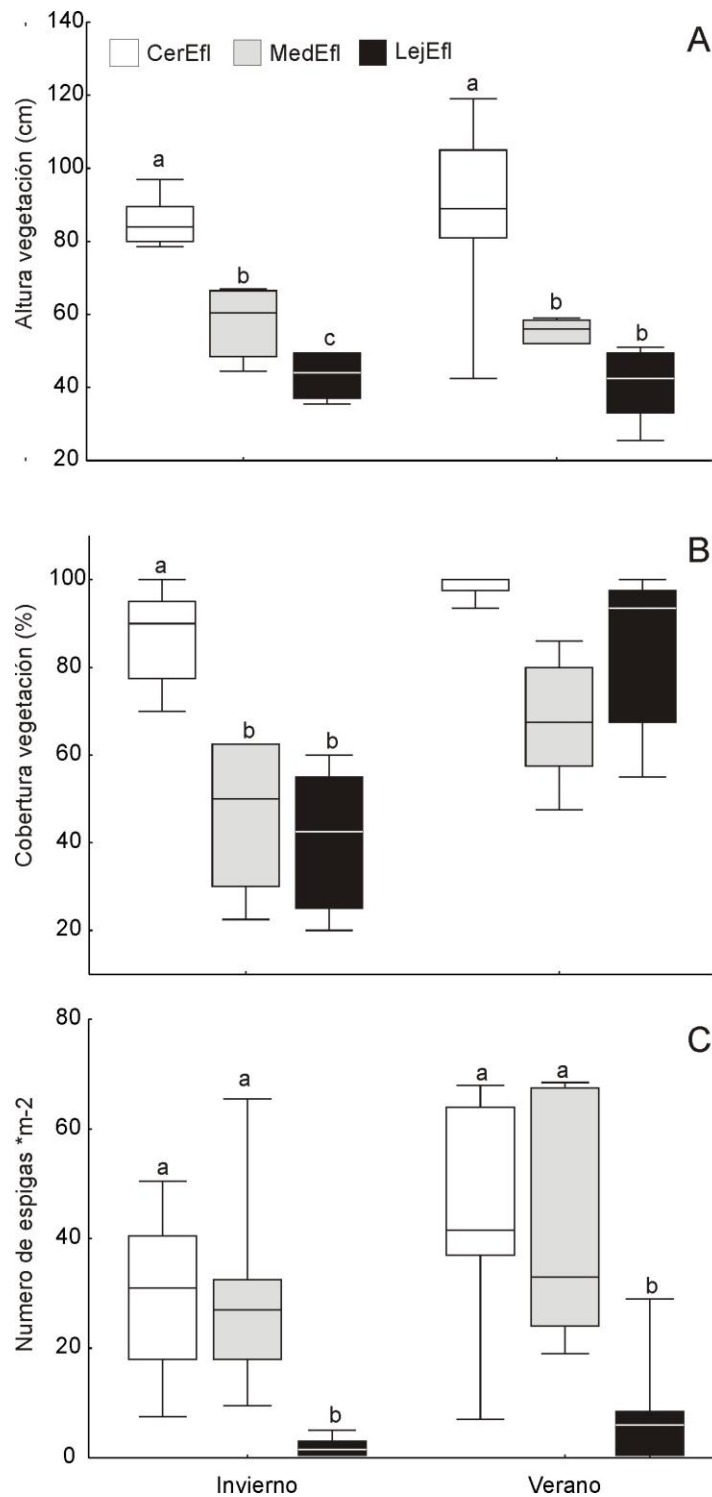 140
A
CerEfl MedEfl LejEfl
120
100
80
60
40
20
Altura vegetación (cm)
a
b
c
a
b
b
B
100
80
60
40
20
Cobertura vegetación (%)
a
b
b
80
C
60
40
20
0
Numero de espigas *m-2
a
a
b
a
a
b
Invierno Verano